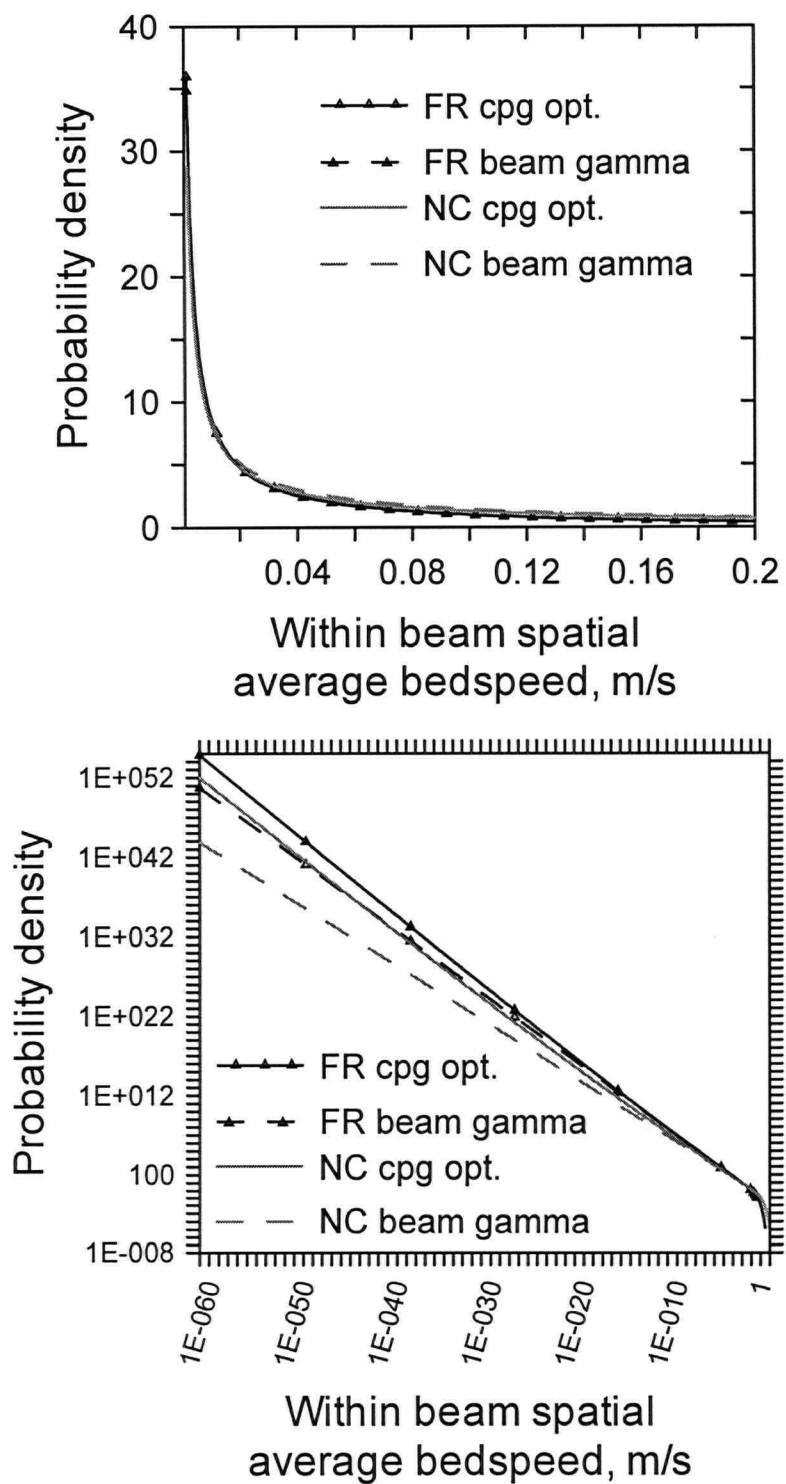 40
30
20
10
0
Probability density
FR cpg opt.
FR beam gamma
NC cpg opt.
NC beam gamma
0.04 0.08 0.12 0.16 0.2
Within beam spatial
average bedspeed, m/s
1E+052
1E+042
1E+032
1E+022
1E+012
100
1E-008
Probability density
FR cpg opt.
FR beam gamma
NC cpg opt.
NC beam gamma
1E-060 1E-050 1E-040 1E-030 1E-020 1E-010 1
Within beam spatial
average bedspeed, m/s